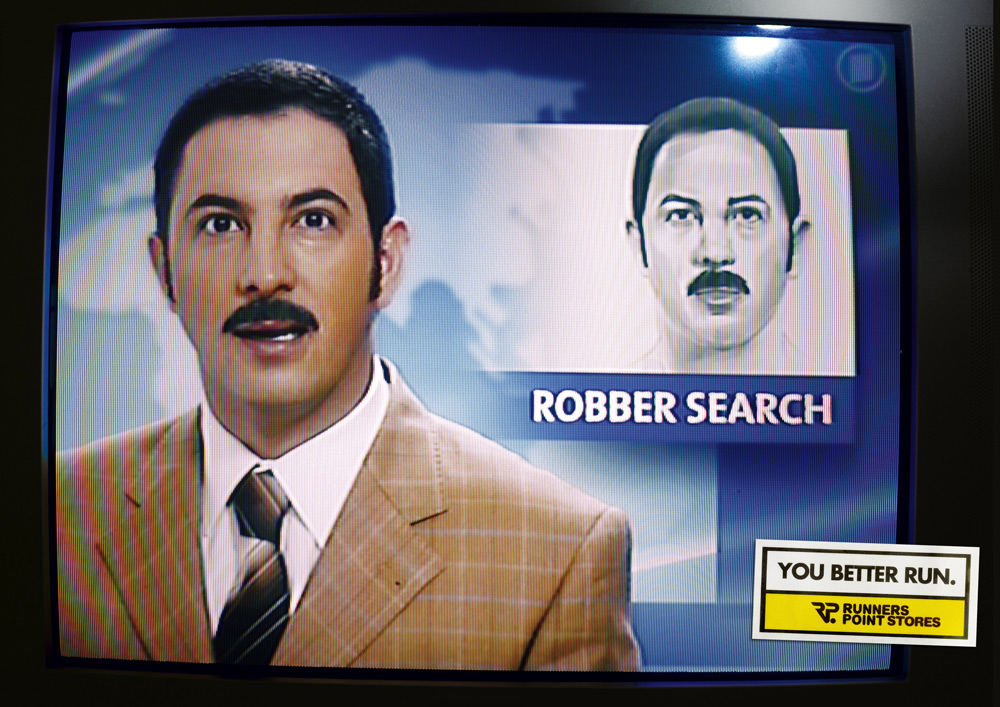 ROBBER SEARCH
YOU BETTER RUN.
RP. RUNNERS
POINT STORES